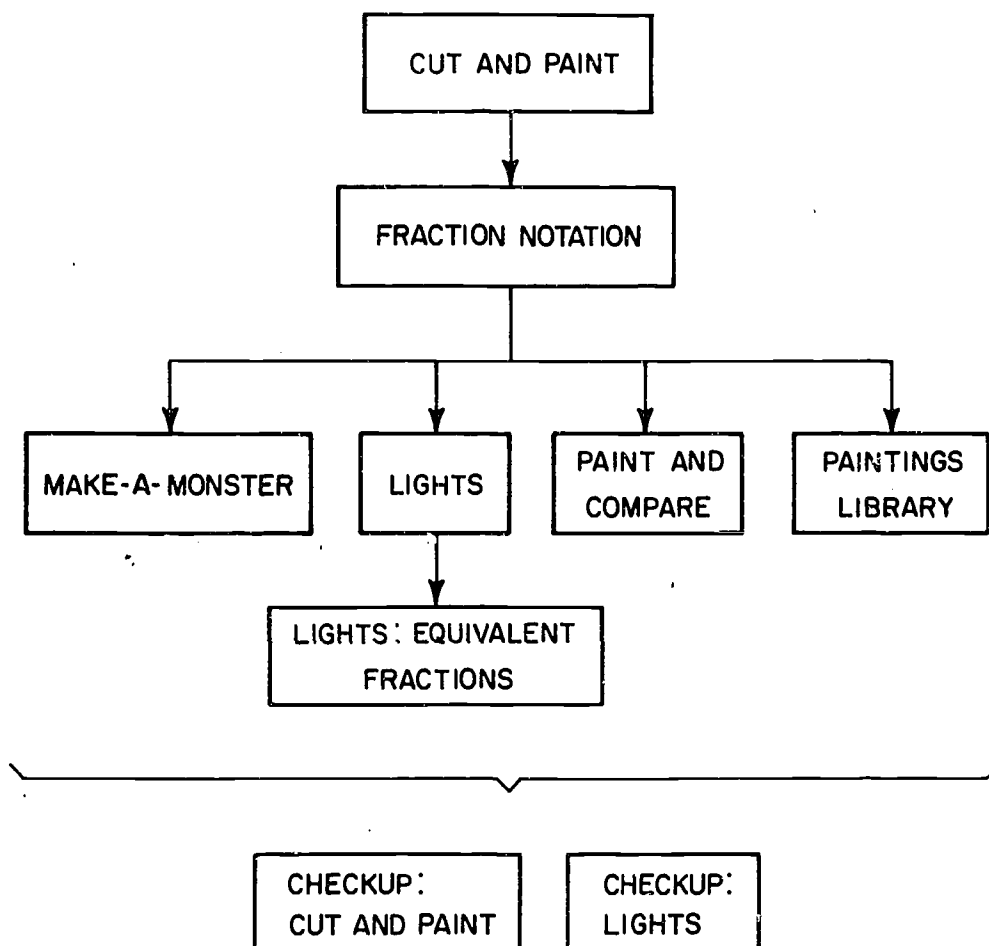 CUT AND PAINT
FRACTION NOTATION
MAKE-A-MONSTER
LIGHTS
PAINT AND
COMPARE
PAINTINGS
LIBRARY
LIGHTS: EQUIVALENT
FRACTIONS
CHECKUP:
CUT AND PAINT
CHECKUP:
LIGHTS